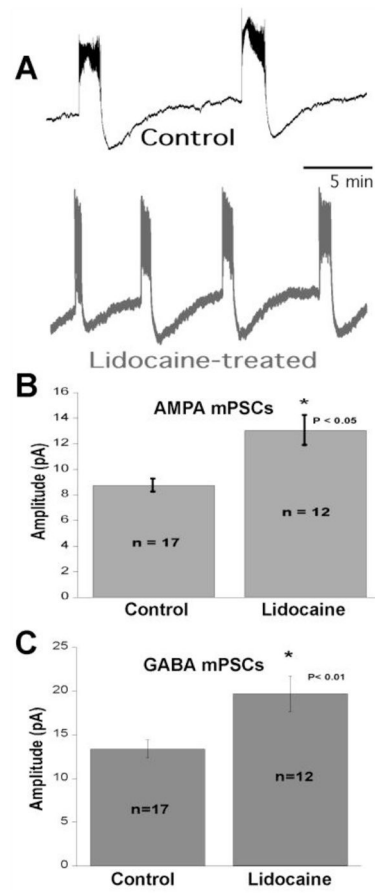 A
Control
5 min
Lidocaine-treated
B
AMPA mPSCs
*
P < 0.05
Amplitude (pA)
16
14
12
10
8
6
4
2
0
n = 17
n = 12
Control
Lidocaine
C
GABA mPSCs
*
P< 0.01
Amplitude (pA)
25
20
15
10
5
0
n=17
n=12
Control
Lidocaine